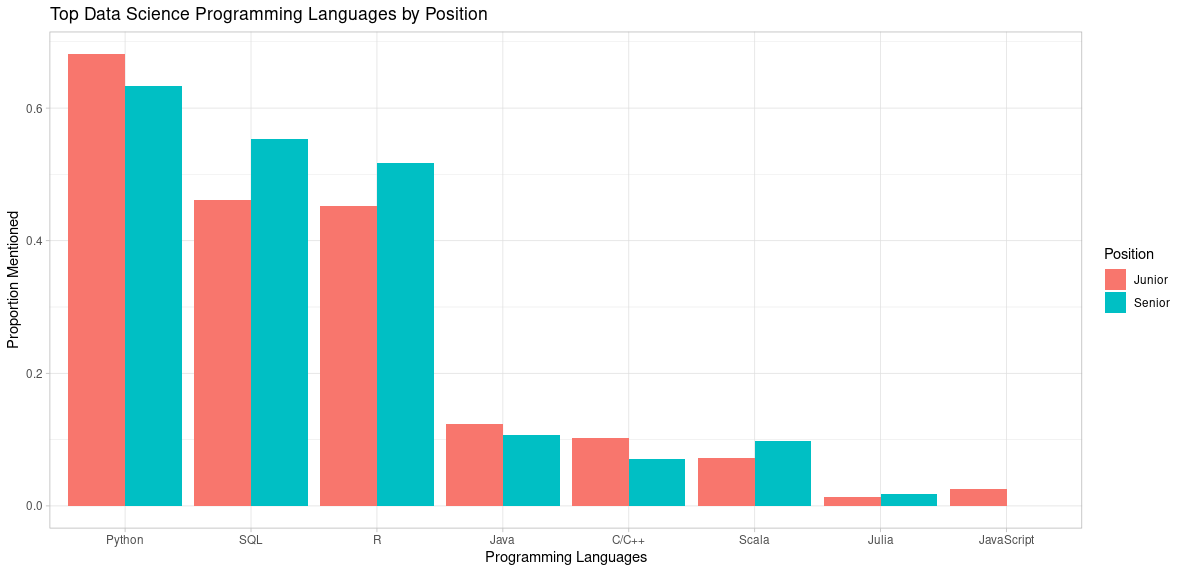 Top Data Science Programming Languages by Position
Proportion Mentioned
0.6
0.4
0.2
0.0
Python
SQL
R
Java
C/C++
Scala
Julia
JavaScript
Programming Languages
Position
Junior
Senior